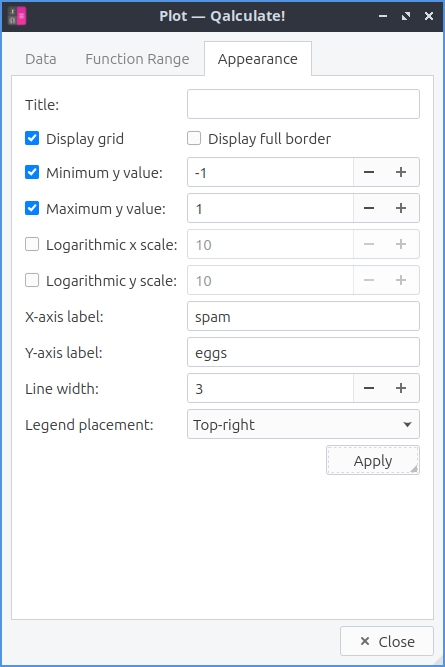 Plot — Qalculate!
Data Function Range Appearance
Title:
Display grid Display full border
Minimum y value: -1
Maximum y value: 1
Logarithmic x scale: 10
Logarithmic y scale: 10
X-axis label: spam
Y-axis label: eggs
Line width: 3
Legend placement: Top-right
Apply
Close